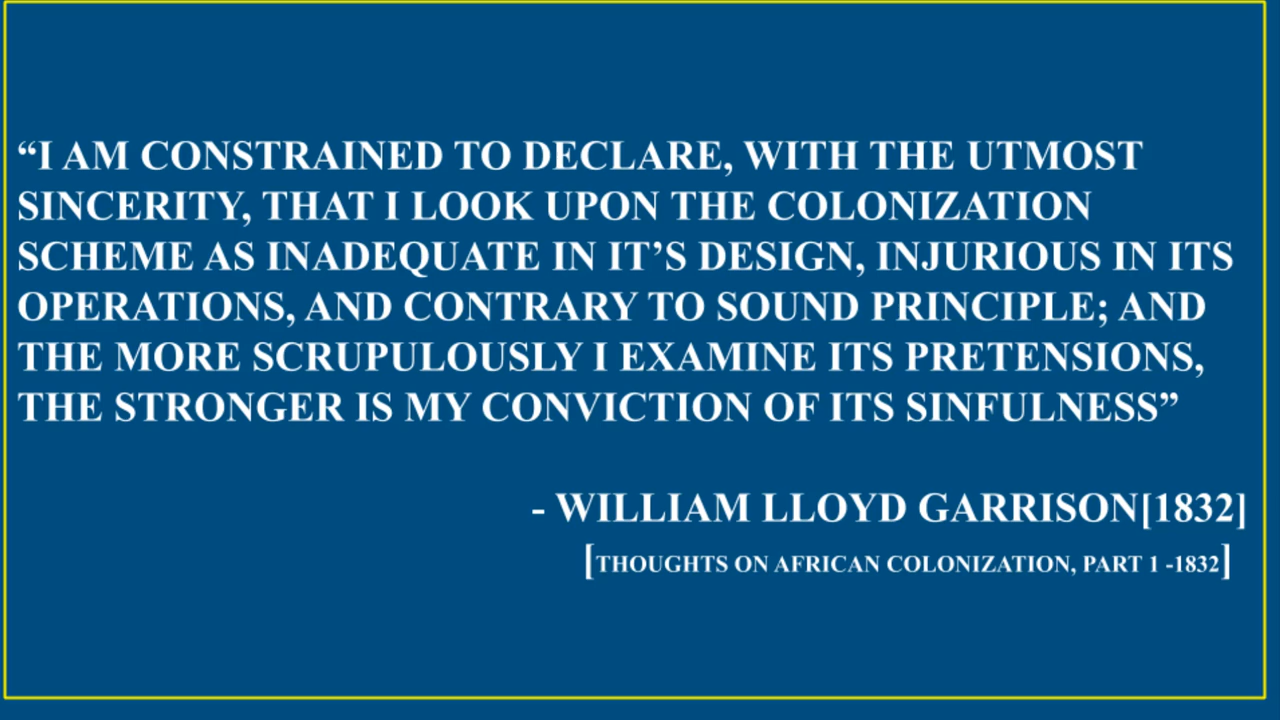 “I AM CONSTRAINED TO DECLARE, WITH THE UTMOST
SINCERITY, THAT I LOOK UPON THE COLONIZATION
SCHEME AS INADEQUATE IN IT’S DESIGN, INJURIOUS IN ITS
OPERATIONS, AND CONTRARY TO SOUND PRINCIPLE; AND
THE MORE SCRUPULOUSLY I EXAMINE ITS PRETENSIONS,
THE STRONGER IS MY CONVICTION OF ITS SINFULNESS”
- WILLIAM LLOYD GARRISON[1832]
[THOUGHTS ON AFRICAN COLONIZATION, PART 1 -1832]